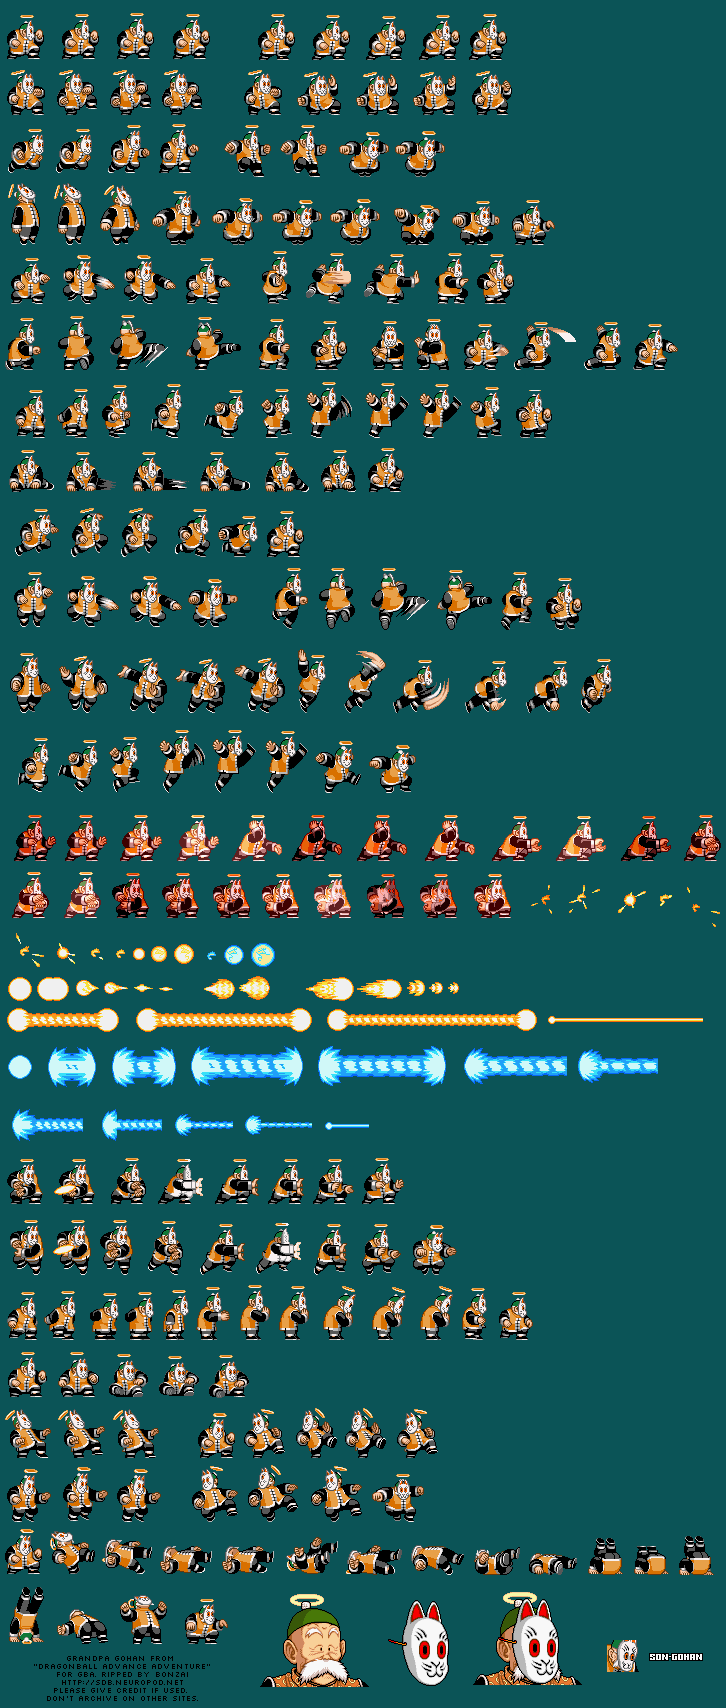 SON-GOHAN
GRANDPA GOHAN FROM
"DRAGONBALL ADVANCE ADVENTURE"
FOR GBA. RIPPED BY BONZAI
HTTP://SDB.NEUROPOD.NET
PLEASE GIVE CREDIT IF USED.
DON'T ARCHIVE ON OTHER SITES.